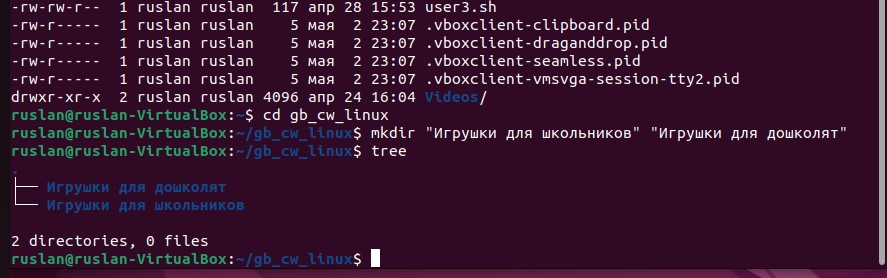 -rw-rw-r--  1 ruslan ruslan  117 апр 28 15:53 user3.sh
-rw-r-----  1 ruslan ruslan    5 мая  2 23:07 .vboxclient-clipboard.pid
-rw-r-----  1 ruslan ruslan    5 мая  2 23:07 .vboxclient-draganddrop.pid
-rw-r-----  1 ruslan ruslan    5 мая  2 23:07 .vboxclient-seamless.pid
-rw-r-----  1 ruslan ruslan    5 мая  2 23:07 .vboxclient-vmsvga-session-tty2.pid
drwxr-xr-x  2 ruslan ruslan 4096 апр 24 16:04 Videos/
ruslan@ruslan-VirtualBox:~$ cd gb_cw_linux
ruslan@ruslan-VirtualBox:~/gb_cw_linux$ mkdir "Игрушки для школьников" "Игрушки для дошколят"
ruslan@ruslan-VirtualBox:~/gb_cw_linux$ tree
.
├── Игрушки для дошколят
└── Игрушки для школьников

2 directories, 0 files
ruslan@ruslan-VirtualBox:~/gb_cw_linux$